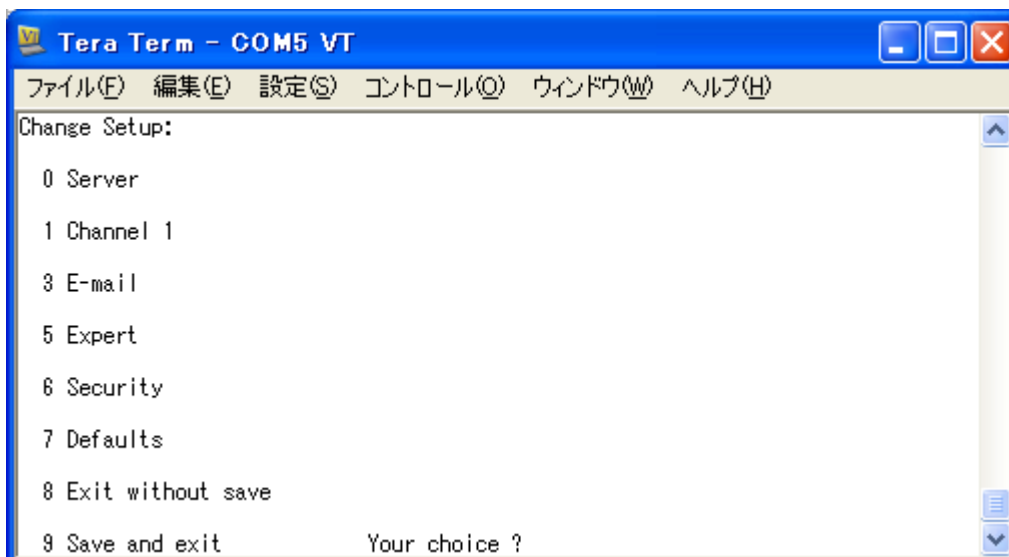 Tera Term - COM5 VT
ファイル(F) 編集(E) 設定(S) コントロール(O) ウィンドウ(W) ヘルプ(H)
Change Setup:
0 Server
1 Channel 1
3 E-mail
5 Expert
6 Security
7 Defaults
8 Exit without save
9 Save and exit Your choice ?